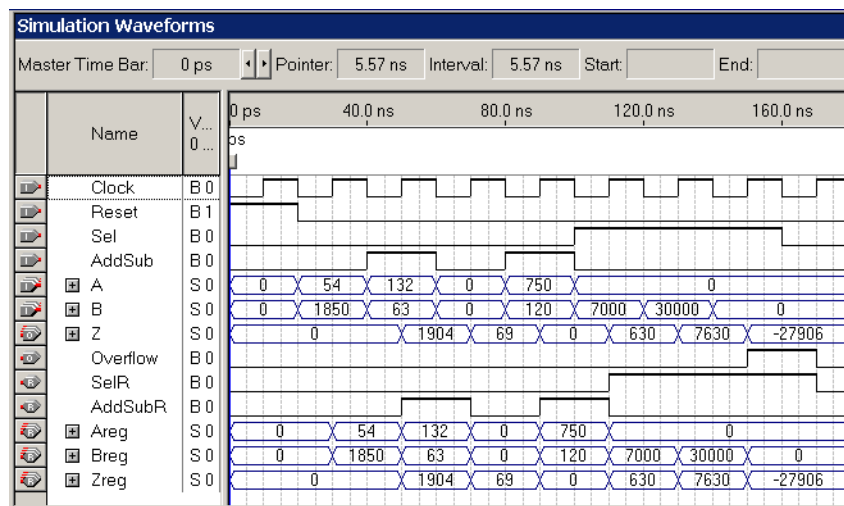 Simulation Waveforms
Master Time Bar: 0 ps Pointer: 5.57 ns Interval: 5.57 ns Start: End:
Name V... 0 ... 0 ps 40.0 ns 80.0 ns 120.0 ns 160.0 ns
ps
Clock B 0
Reset B 1
Sel B 0
AddSub B 0
A S 0 0 54 132 0 750 0
B S 0 0 1850 63 0 120 7000 30000 0
Z S 0 0 1904 69 0 630 7630 -27906
Overflow B 0
SelR B 0
AddSubR B 0
Areg S 0 0 54 132 0 750 0
Breg S 0 0 1850 63 0 120 7000 30000 0
Zreg S 0 0 1904 69 0 630 7630 -27906